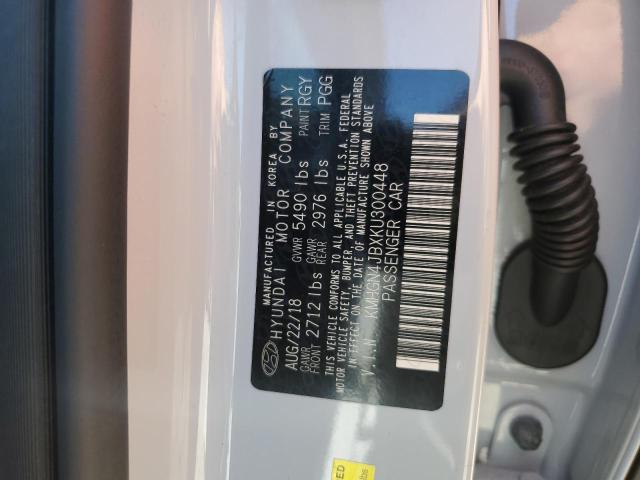 MANUFACTURED IN KOREA BY
HYUNDAI MOTOR COMPANY
AUG/22/18 GVWR 5490 lbs PAINT RGY
GAWR FRONT 2712 lbs GAWR REAR 2976 lbs TRIM PGG
THIS VEHICLE CONFORMS TO ALL APPLICABLE U.S.A. FEDERAL
MOTOR VEHICLE SAFETY, BUMPER, AND THEFT PREVENTION STANDARDS
IN EFFECT ON THE DATE OF MANUFACTURE SHOWN ABOVE
V.I.N. KMHGN4JBXKU300448
PASSENGER CAR
lbs